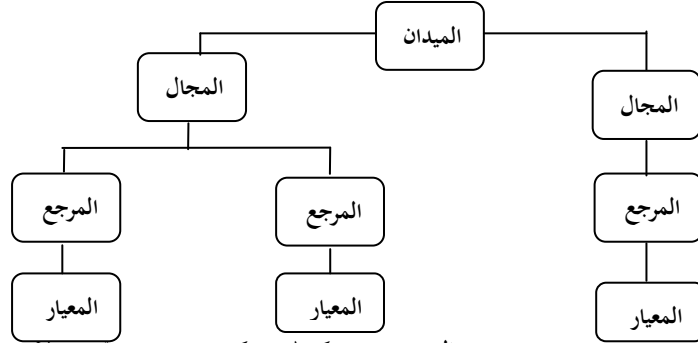 الميدان
المجال
المجال
المرجع
المرجع
المرجع
المعيار
المعيار
المعيار